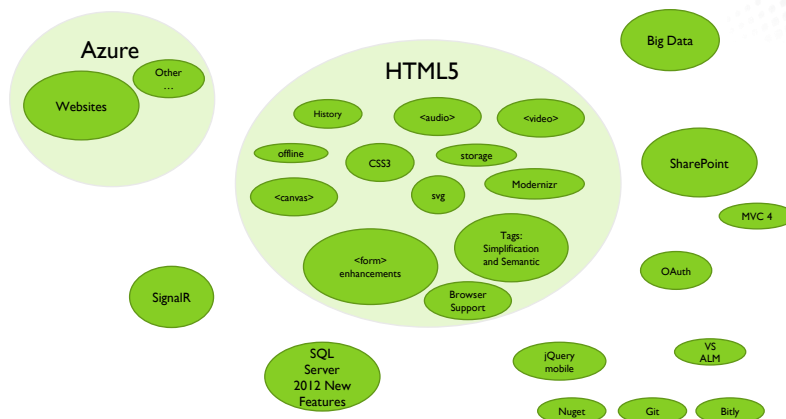 Azure
Other
…
Websites
HTML5
Big Data
History
<audio>
<video>
offline
CSS3
storage
SharePoint
<canvas>
svg
Modernizr
MVC 4
Tags:
Simplification
and Semantic
<form>
enhancements
OAuth
SignalR
Browser
Support
SQL
Server
2012 New
Features
jQuery
mobile
VS
ALM
Nuget
Git
Bitly